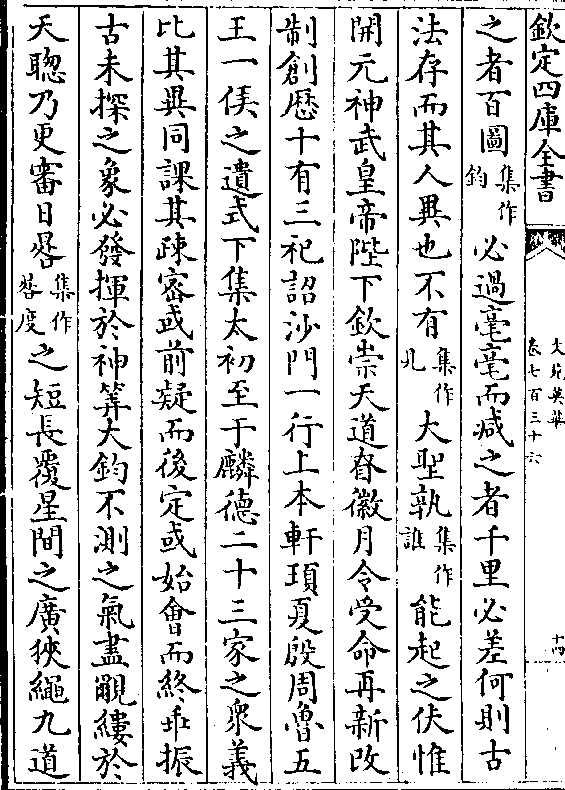 欽定四庫全書
文苑英華
卷七百三十六
十四
之者百圖集作鈞必過毫毫而減之者千里必差何則古
法存而其人異也不有集作凡大聖孰集作誰能起之伏惟
開元神武皇帝陛下欽崇天道眘徽月令受命再新改
制創歷十有三祀詔沙門一行上本軒頊夏殷周魯五
王一侯之遺式下集太初至于麟德二十三家之衆義
比其異同課其疎宻或前疑而後定或始會而終乖振
古未探之象必發揮於神筭大鈞不測之氣盡覼縷於
天聰乃更審日晷集作晷度之短長覆星間之廣狹繩九道